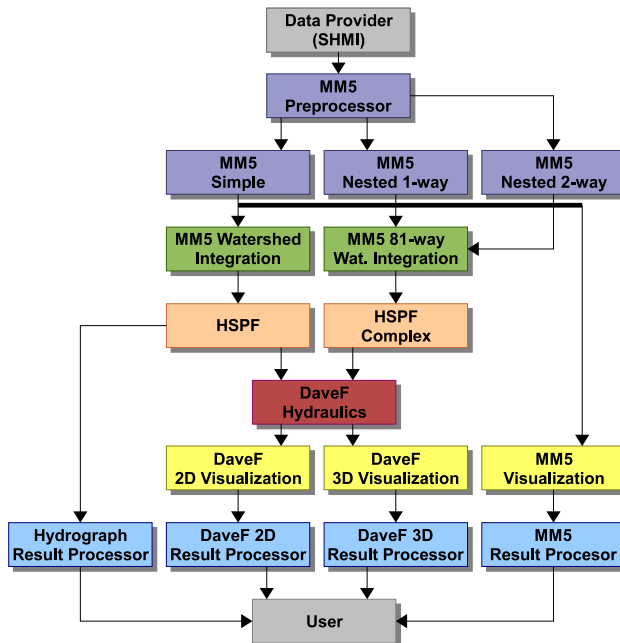 Data Provider
(SHMI)
MM5
Preprocessor
MM5
Simple
MM5
Nested 1-way
MM5
Nested 2-way
MM5 Watershed
Integration
MM5 81-way
Wat. Integration
HSPF
HSPF
Complex
DaveF
Hydraulics
DaveF
2D Visualization
DaveF
3D Visualization
MM5
Visualization
Hydrograph
Result Processor
DaveF 2D
Result Processor
DaveF 3D
Result Processor
MM5
Result Procesor
User